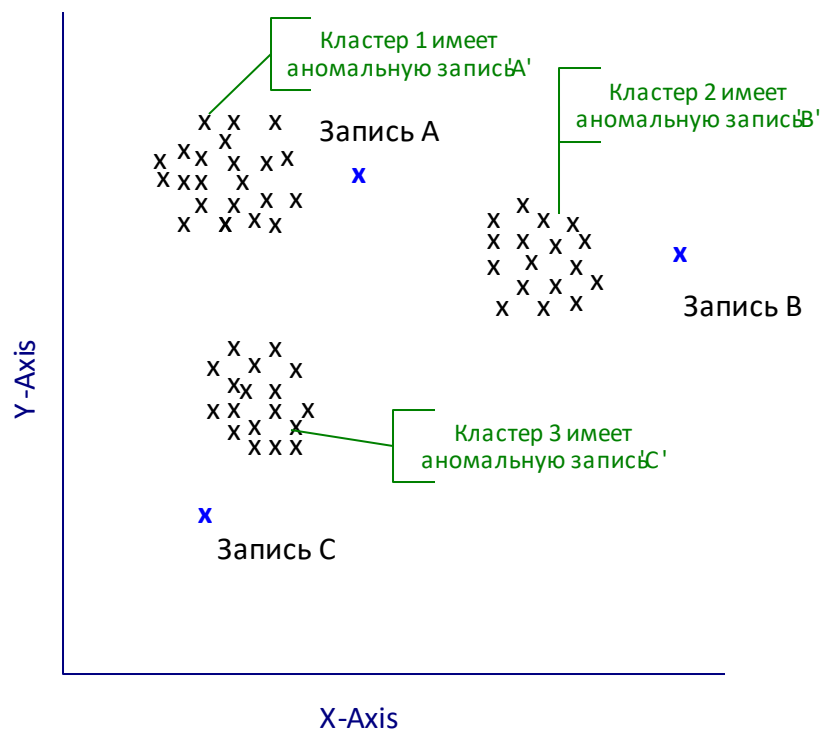 Кластер 1 имеет
аномальную запись'А'
Кластер 2 имеет
аномальную запись'В'
Запись А
Запись В
Y-Axis
Кластер 3 имеет
аномальную запись'С'
Запись С
X-Axis